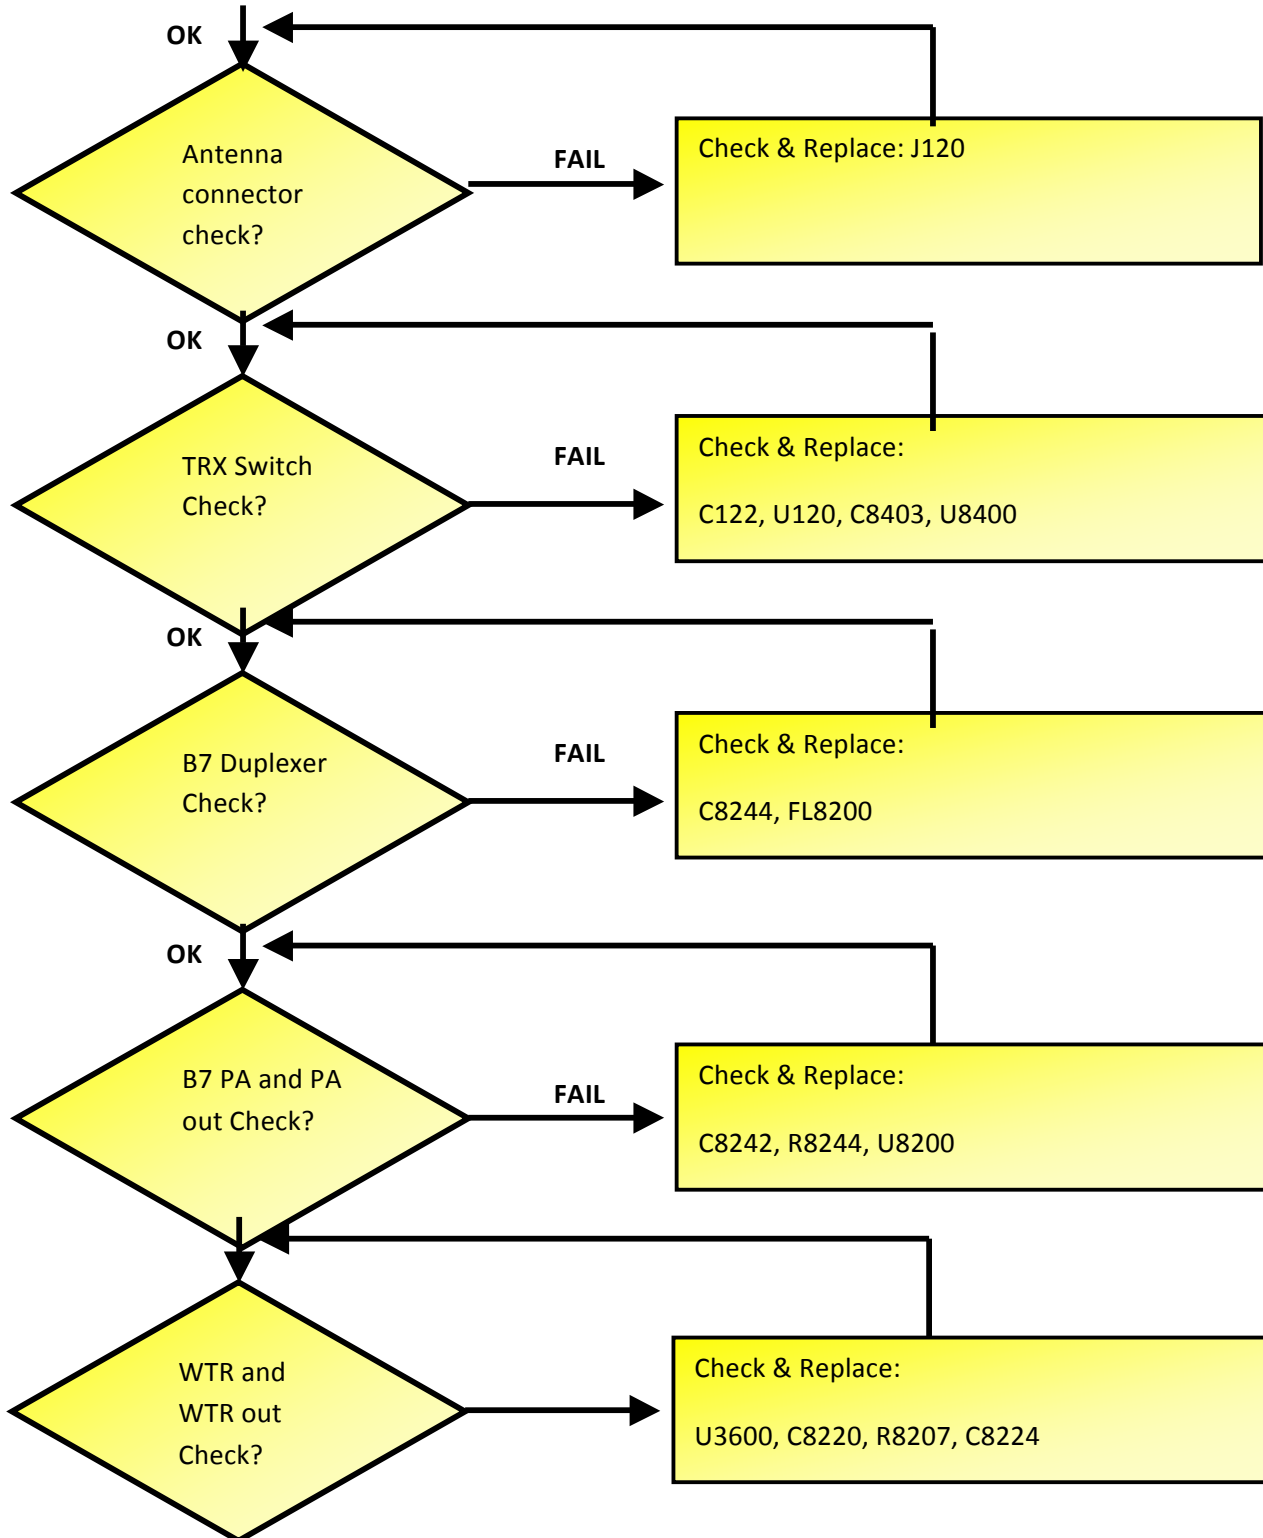 OK
Antenna
connector
check?
FAIL
Check & Replace: J120
OK
TRX Switch
Check?
FAIL
Check & Replace:
C122, U120, C8403, U8400
OK
B7 Duplexer
Check?
FAIL
Check & Replace:
C8244, FL8200
OK
B7 PA and PA
out Check?
FAIL
Check & Replace:
C8242, R8244, U8200
WTR and
WTR out
Check?
Check & Replace:
U3600, C8220, R8207, C8224